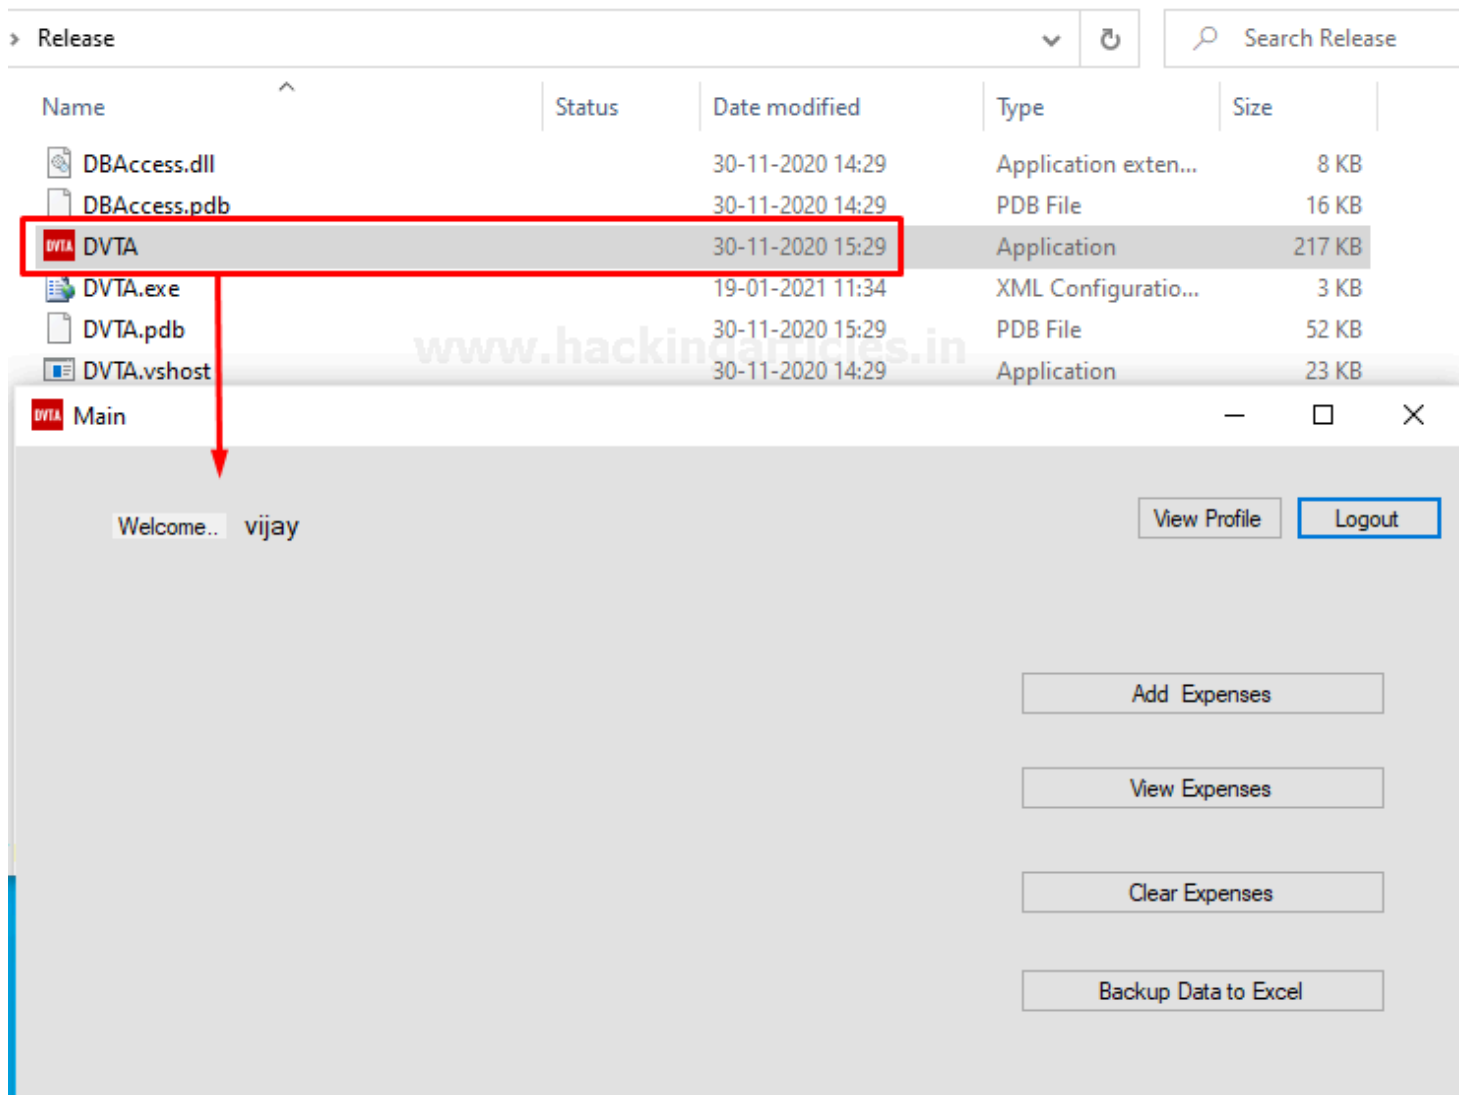 Release Search Release
Name Status Date modified Type Size
DBAccess.dll 30-11-2020 14:29 Application exten... 8 KB
DBAccess.pdb 30-11-2020 14:29 PDB File 16 KB
DVTA DVTA 30-11-2020 15:29 Application 217 KB
DVTA.exe 19-01-2021 11:34 XML Configuratio... 3 KB
DVTA.pdb 30-11-2020 15:29 PDB File 52 KB
www.hackingarticles.in
DVTA.vshost 30-11-2020 14:29 Application 23 KB
DVTA Main
Welcome.. vijay View Profile Logout
Add Expenses
View Expenses
Clear Expenses
Backup Data to Excel